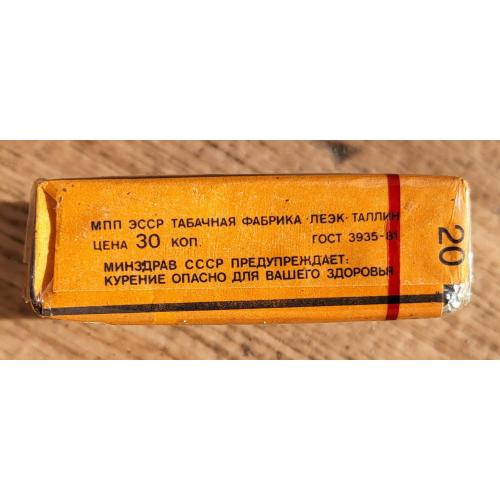 МПП ЭССР ТАБАЧНАЯ ФАБРИКА ·ЛЕЭК· ТАЛЛИН
ЦЕНА 30 КОП. ГОСТ 3935-81
МИНЗДРАВ СССР ПРЕДУПРЕЖДАЕТ:
КУРЕНИЕ ОПАСНО ДЛЯ ВАШЕГО ЗДОРОВЬЯ
20